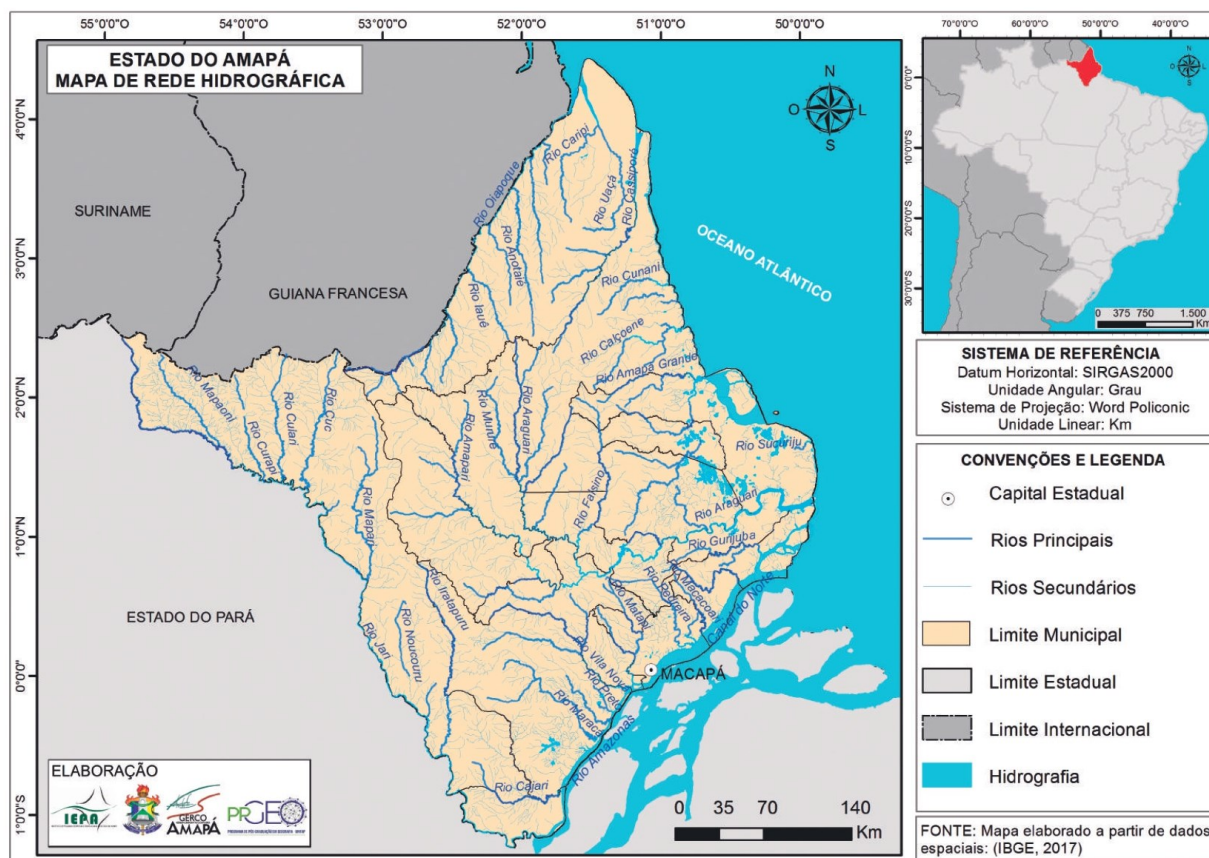 ESTADO DO AMAPÁ
MAPA DE REDE HIDROGRÁFICA
55°0'0"W
54°0'0"W
53°0'0"W
52°0'0"W
51°0'0"W
50°0'0"W
4°0'0"N
3°0'0"N
2°0'0"N
1°0'0"N
0°0'0"
1°0'0"S
N
O
L
S
SURINAME
GUIANA FRANCESA
OCEANO ATLÂNTICO
ESTADO DO PARÁ
MACAPÁ
Rio Caripi
Rio Uaçá
Rio Cassiporé
Rio Oiapoque
Rio Anotaie
Rio Iauê
Rio Cunani
Rio Calçoene
Rio Amapá Grande
Rio Mapaoni
Rio Curapi
Rio Culari
Rio Cuc
Rio Amapari
Rio Mururé
Rio Araguari
Rio Falsino
Rio Sucuriju
Rio Araguari
Rio Gurijuba
Rio Mapari
Rio Iratapuru
Rio Noucouru
Rio Jari
Rio Matapi
Rio Pedreira
Rio Macacoal
Canal do Norte
Rio Vila Nova
Rio Preto
Rio Maracá
Rio Amazonas
Rio Cajari
ELABORAÇÃO
IEPA
GERCO
AMAPÁ
PRGEO
0 35 70 140
Km
70°0'0"W
60°0'0"W
50°0'0"W
40°0'0"W
0°0'0"
10°0'0"S
20°0'0"S
30°0'0"S
N
O
L
S
0 375 750 1.500
Km
SISTEMA DE REFERÊNCIA
Datum Horizontal: SIRGAS2000
Unidade Angular: Grau
Sistema de Projeção: Word Policonic
Unidade Linear: Km
CONVENÇÕES E LEGENDA
Capital Estadual
Rios Principais
Rios Secundários
Limite Municipal
Limite Estadual
Limite Internacional
Hidrografia
FONTE: Mapa elaborado a partir de dados
espaciais: (IBGE, 2017)